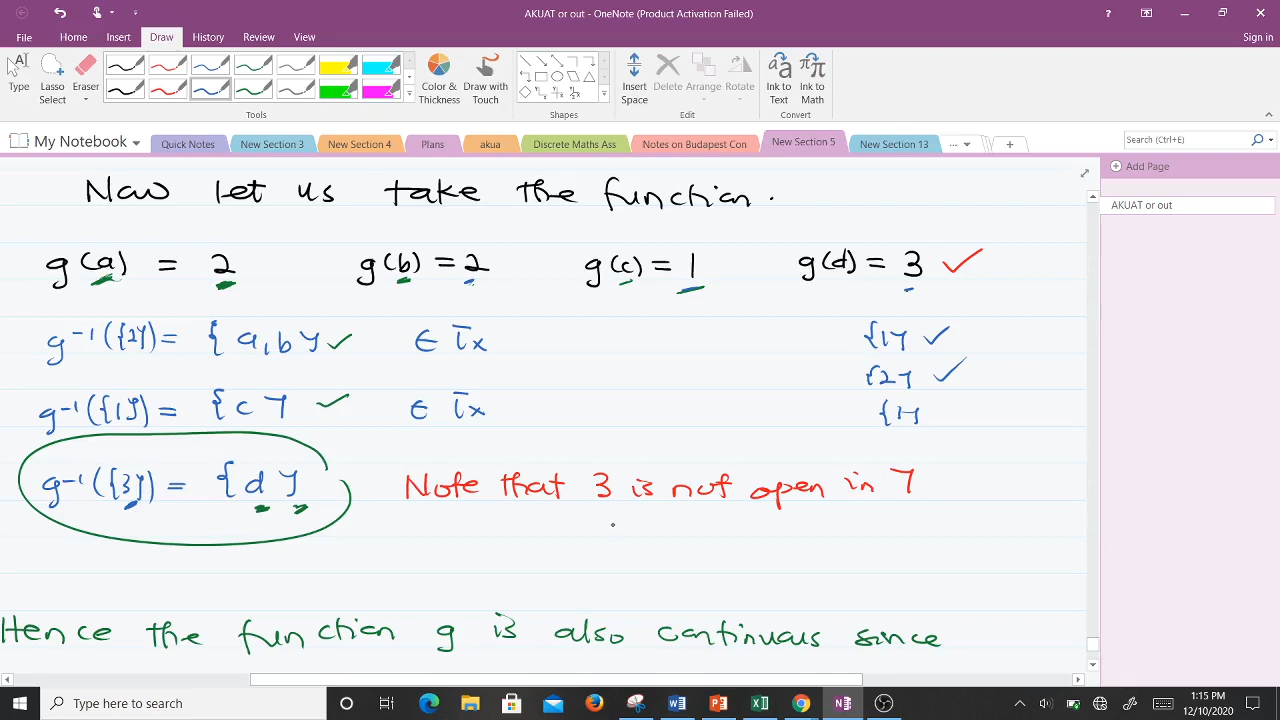 AKUAT or out - OneNote (Product Activation Failed)
File Home Insert Draw History Review View Sign in
Type Lasso Select Eraser Color & Thickness Draw with Touch Insert Space Delete Arrange Rotate Ink to Text Ink to Math
Tools Shapes Edit Convert
My Notebook Quick Notes New Section 3 New Section 4 Plans akua Discrete Maths Ass Notes on Budapest Con New Section 5 New Section 13 ... Search (Ctrl+E)
Add Page
AKUAT or out
Now let us take the function.
g(a) = 2 g(b) = 2 g(c) = 1 g(d) = 3 ✓
g⁻¹({2}) = {a,b} ✓ ∈ τx {1} ✓
{2} ✓
g⁻¹({1}) = {c} ✓ ∈ τx
g⁻¹({3}) = {d} Note that 3 is not open in Y
Hence the function g is also continuous since
Type here to search
1:15 PM
12/10/2020